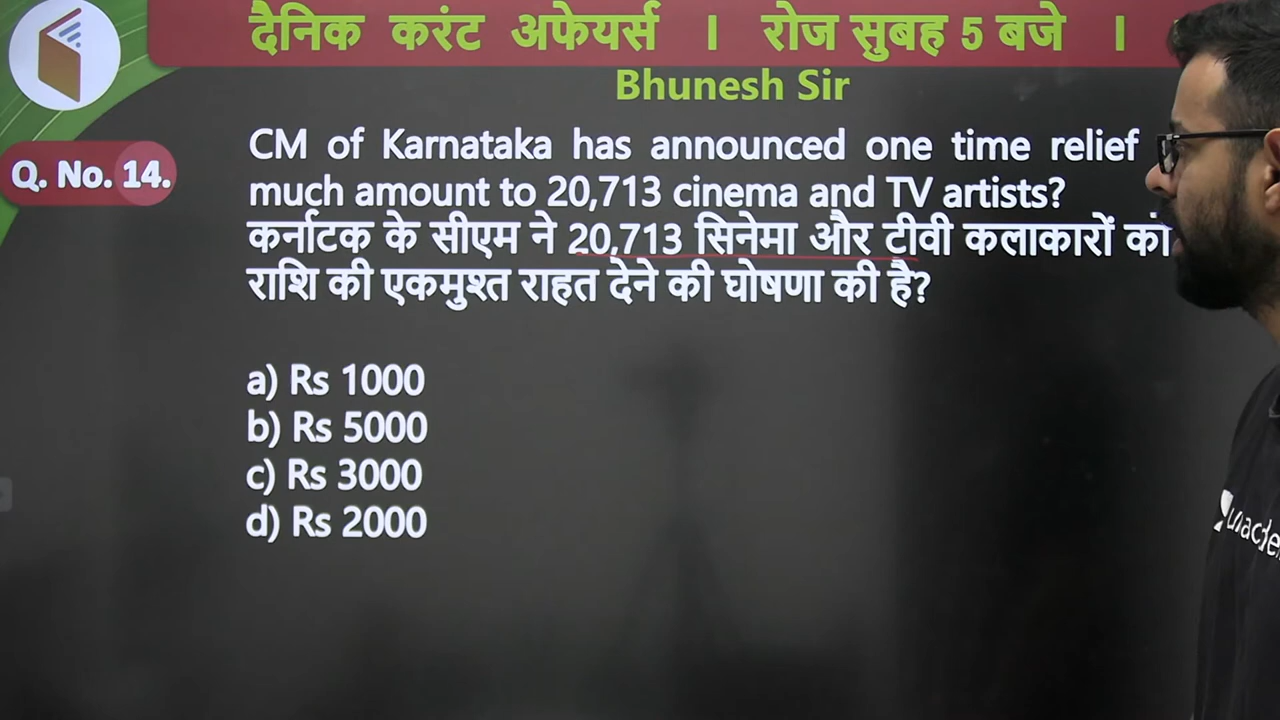 दैनिक करंट अफेयर्स । रोज सुबह 5 बजे ।
Bhunesh Sir
Q. No. 14.
CM of Karnataka has announced one time relief
much amount to 20,713 cinema and TV artists?
कर्नाटक के सीएम ने 20,713 सिनेमा और टीवी कलाकारों को
राशि की एकमुश्त राहत देने की घोषणा की है?
a) Rs 1000
b) Rs 5000
c) Rs 3000
d) Rs 2000